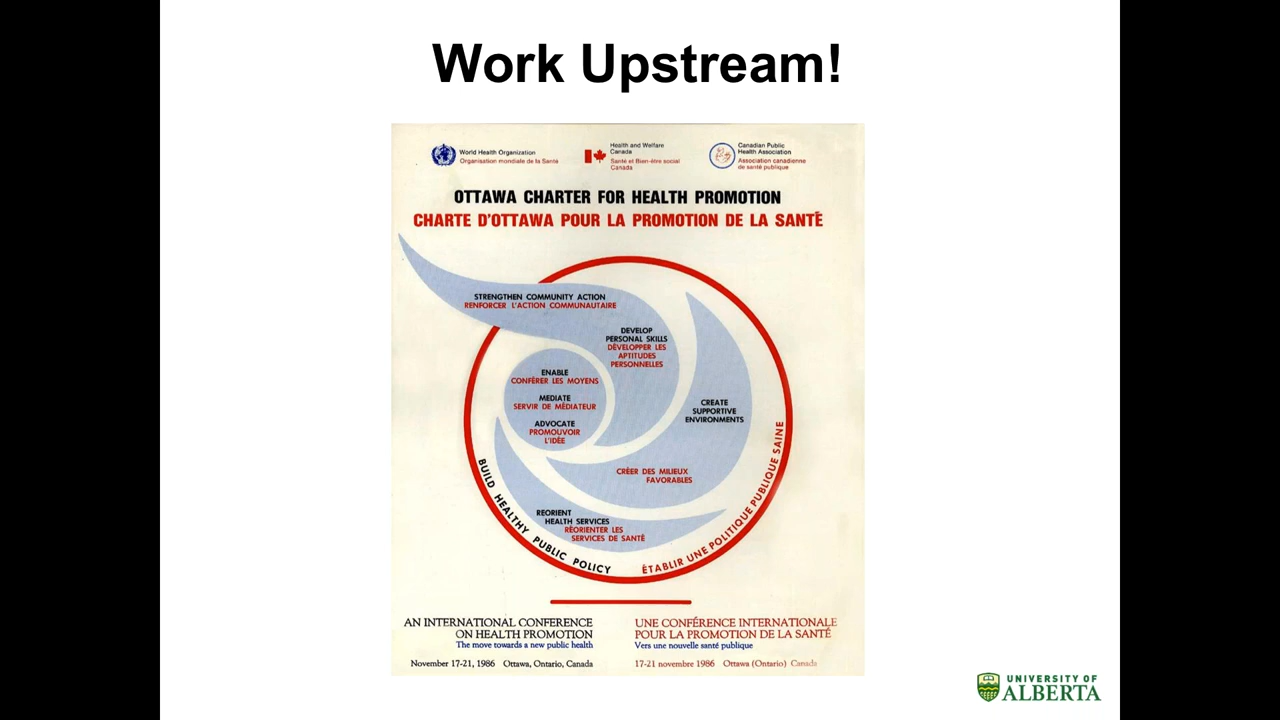 Work Upstream!
World Health Organization
Organisation mondiale de la Santé
Health and Welfare
Canada
Santé et Bien-être social
Canada
Canadian Public
Health Association
Association canadienne
de santé publique
OTTAWA CHARTER FOR HEALTH PROMOTION
CHARTE D'OTTAWA POUR LA PROMOTION DE LA SANTÉ
STRENGTHEN COMMUNITY ACTION
RENFORCER L'ACTION COMMUNAUTAIRE
DEVELOP
PERSONAL SKILLS
DÉVELOPPER LES
APTITUDES
PERSONNELLES
ENABLE
CONFÉRER LES MOYENS
MEDIATE
SERVIR DE MÉDIATEUR
ADVOCATE
PROMOUVOIR
L'IDÉE
CREATE
SUPPORTIVE
ENVIRONMENTS
CRÉER DES MILIEUX
FAVORABLES
REORIENT
HEALTH SERVICES
RÉORIENTER LES
SERVICES DE SANTÉ
BUILD HEALTHY PUBLIC POLICY
ÉTABLIR UNE POLITIQUE PUBLIQUE SAINE
AN INTERNATIONAL CONFERENCE
ON HEALTH PROMOTION
The move towards a new public health
November 17-21, 1986 Ottawa, Ontario, Canada
UNE CONFÉRENCE INTERNATIONALE
POUR LA PROMOTION DE LA SANTÉ
Vers une nouvelle santé publique
17-21 novembre 1986 Ottawa (Ontario) Canada
UNIVERSITY OF
ALBERTA